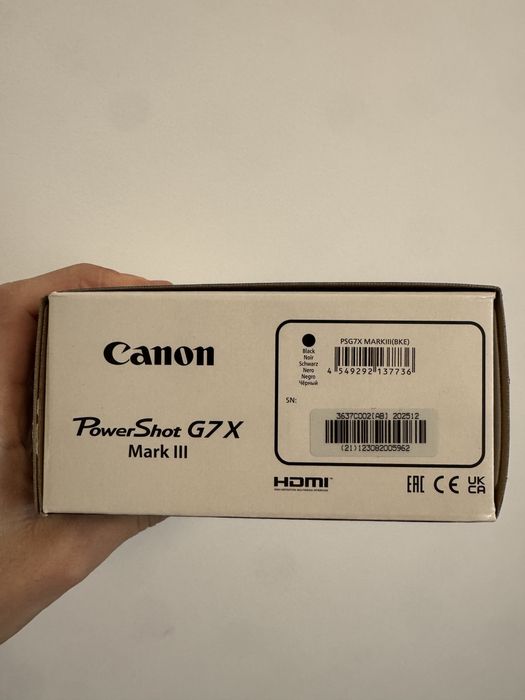 Canon
PowerShot G7 X
Mark III
Black
Noir
Schwarz
Nero
Negro
Чёрный
PSG7X MARKIII(BKE)
4 549292 137736
SN:
3637C002(AB) 202512
(21)123082005962
HDMI
EAC CE UK
CA